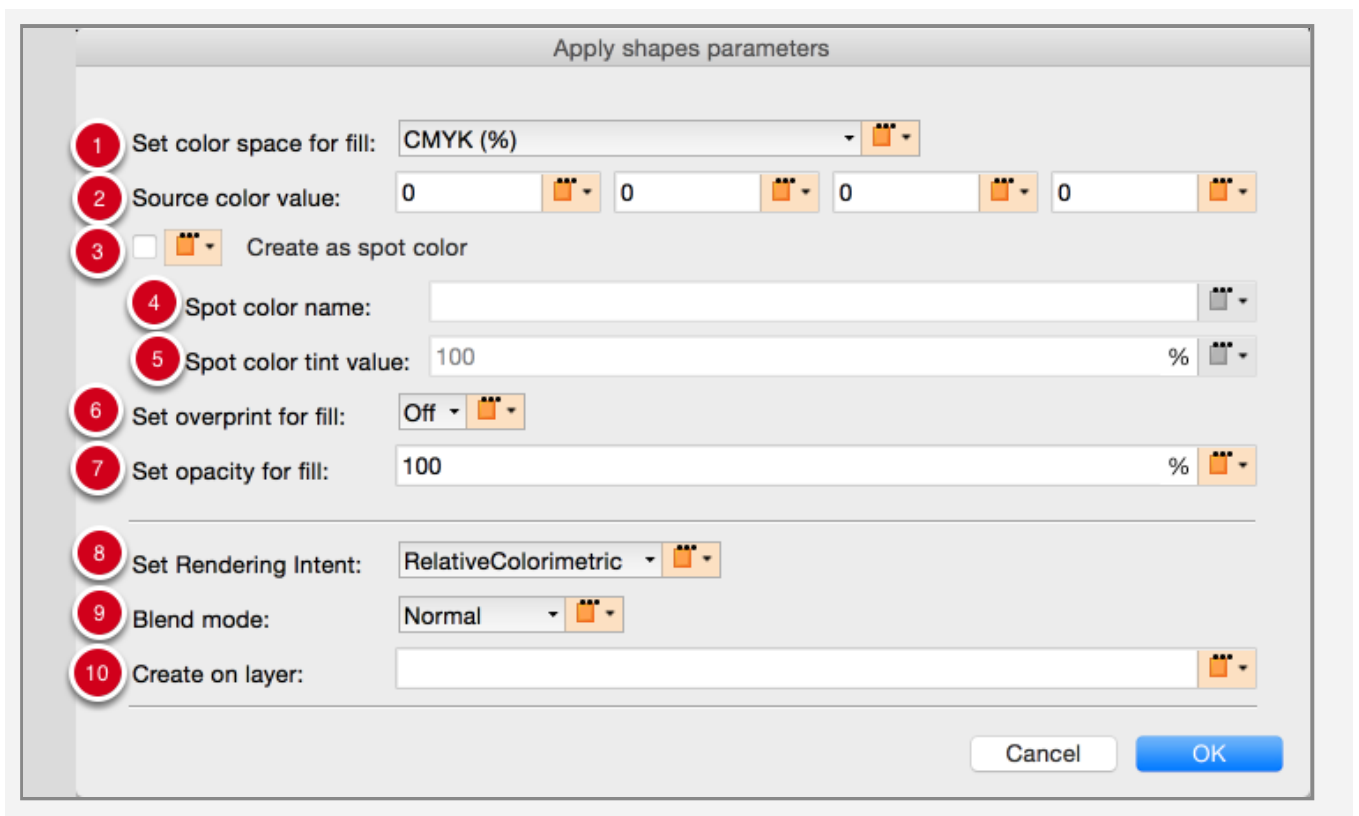 Apply shapes parameters
1 Set color space for fill: CMYK (%)
2 Source color value: 0 0 0 0
3 Create as spot color
4 Spot color name:
5 Spot color tint value: 100 %
6 Set overprint for fill: Off
7 Set opacity for fill: 100 %
8 Set Rendering Intent: RelativeColorimetric
9 Blend mode: Normal
10 Create on layer:
Cancel OK